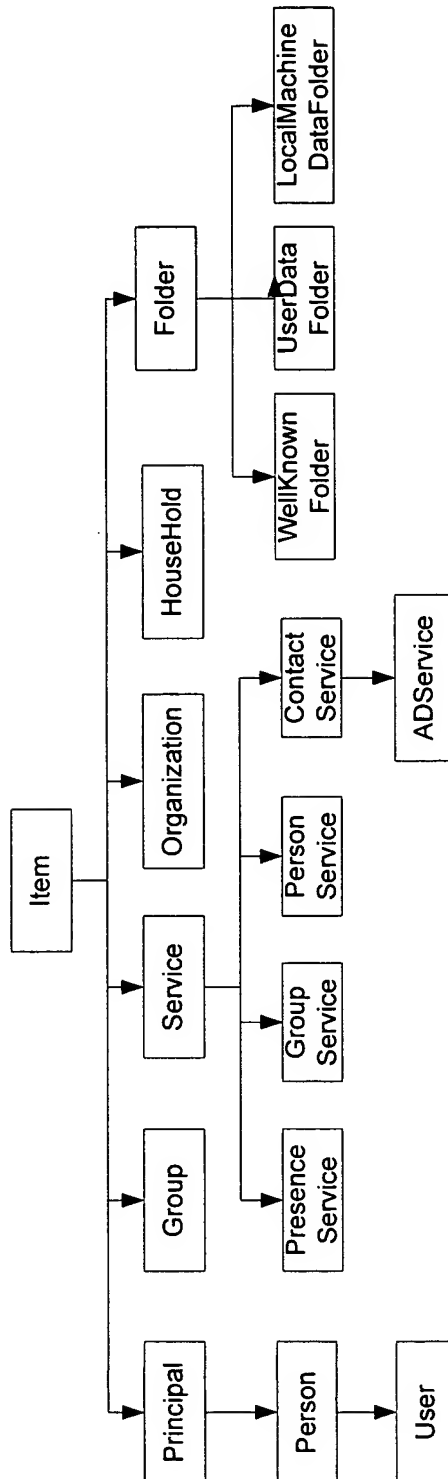 Item
Principal
Group
Service
Organization
HouseHold
Folder
Person
Presence
Service
Group
Service
Person
Service
Contact
Service
WellKnown
Folder
UserData
Folder
LocalMachine
DataFolder
User
ADService